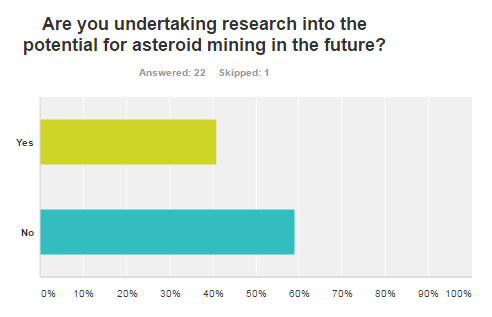 Are you undertaking research into the
potential for asteroid mining in the future?
Answered: 22 Skipped: 1
Yes
No
0% 10% 20% 30% 40% 50% 60% 70% 80% 90% 100%